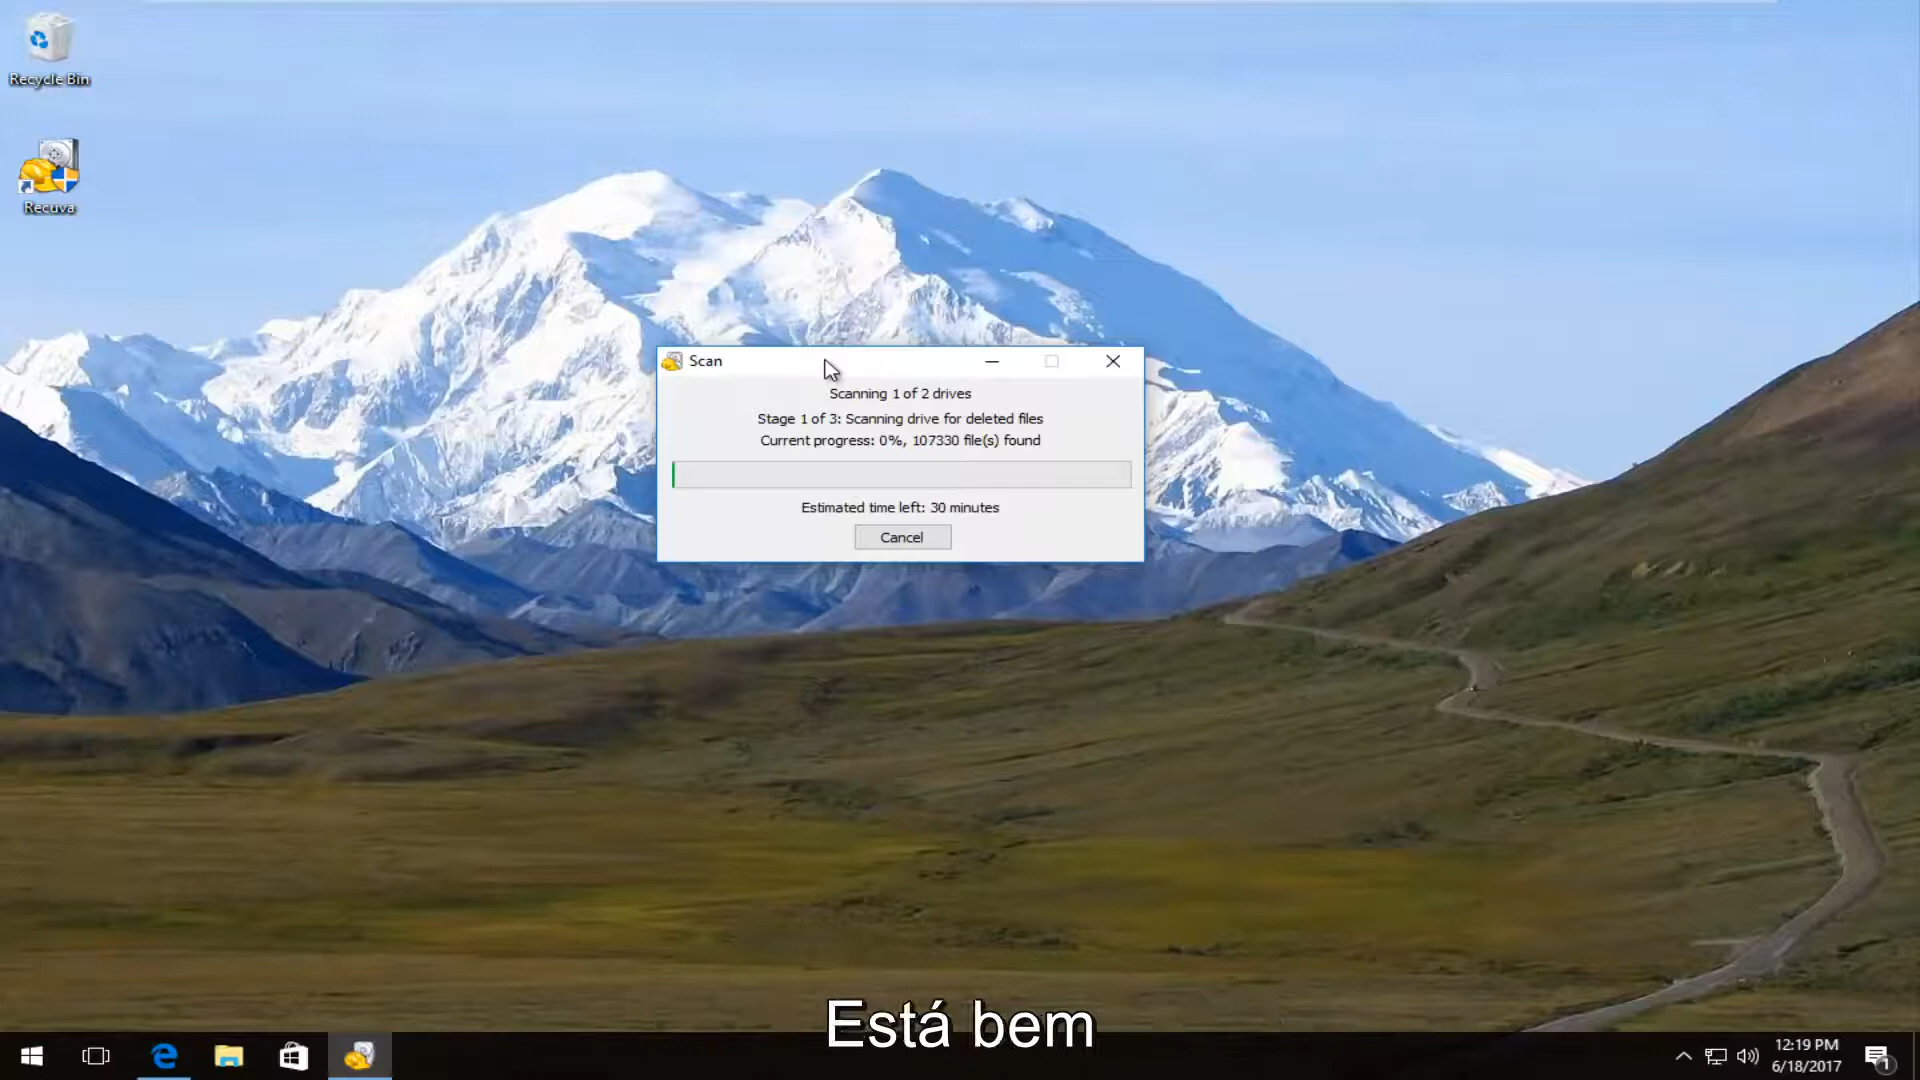 Recycle Bin
Recuva
Scan
Scanning 1 of 2 drives
Stage 1 of 3: Scanning drive for deleted files
Current progress: 0%, 107330 file(s) found
Estimated time left: 30 minutes
Cancel
Está bem
12:19 PM
6/18/2017
1